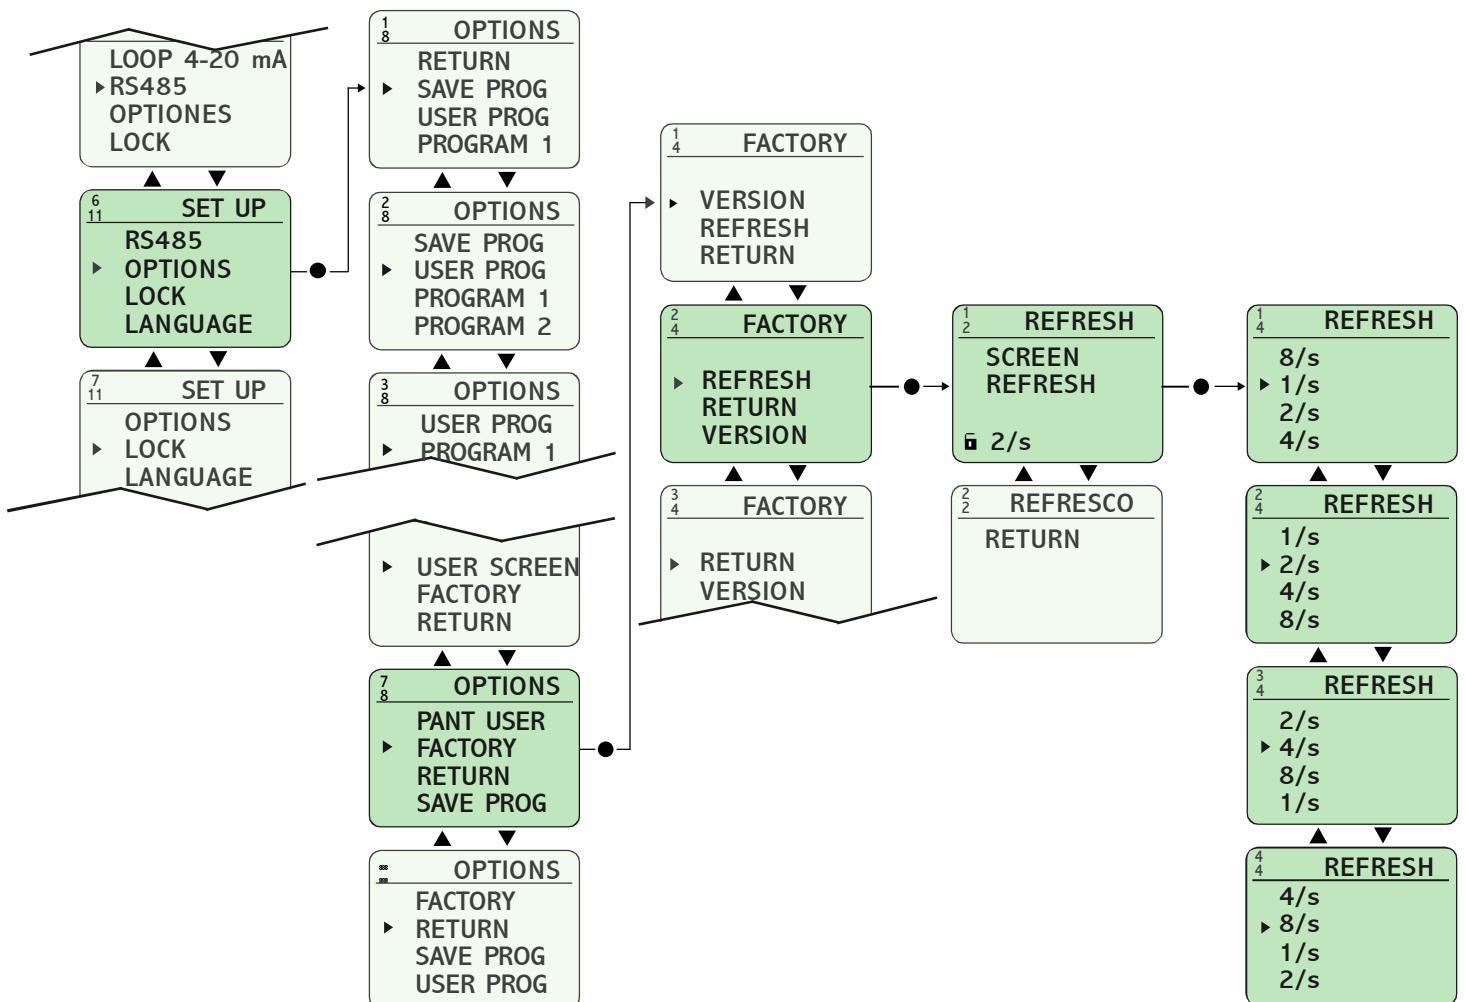 LOOP 4-20 mA
RS485
OPTIONES
LOCK
6
11
SET UP
RS485
OPTIONS
LOCK
LANGUAGE
7
11
SET UP
OPTIONS
LOCK
LANGUAGE
1
8
OPTIONS
RETURN
SAVE PROG
USER PROG
PROGRAM 1
2
8
OPTIONS
SAVE PROG
USER PROG
PROGRAM 1
PROGRAM 2
3
8
OPTIONS
USER PROG
PROGRAM 1
USER SCREEN
FACTORY
RETURN
7
8
OPTIONS
PANT USER
FACTORY
RETURN
SAVE PROG
OPTIONS
FACTORY
RETURN
SAVE PROG
USER PROG
1
4
FACTORY
VERSION
REFRESH
RETURN
2
4
FACTORY
REFRESH
RETURN
VERSION
3
4
FACTORY
RETURN
VERSION
1
2
REFRESH
SCREEN
REFRESH
2/s
2
2
REFRESCO
RETURN
1
4
REFRESH
8/s
1/s
2/s
4/s
2
4
REFRESH
1/s
2/s
4/s
8/s
3
4
REFRESH
2/s
4/s
8/s
1/s
4
4
REFRESH
4/s
8/s
1/s
2/s